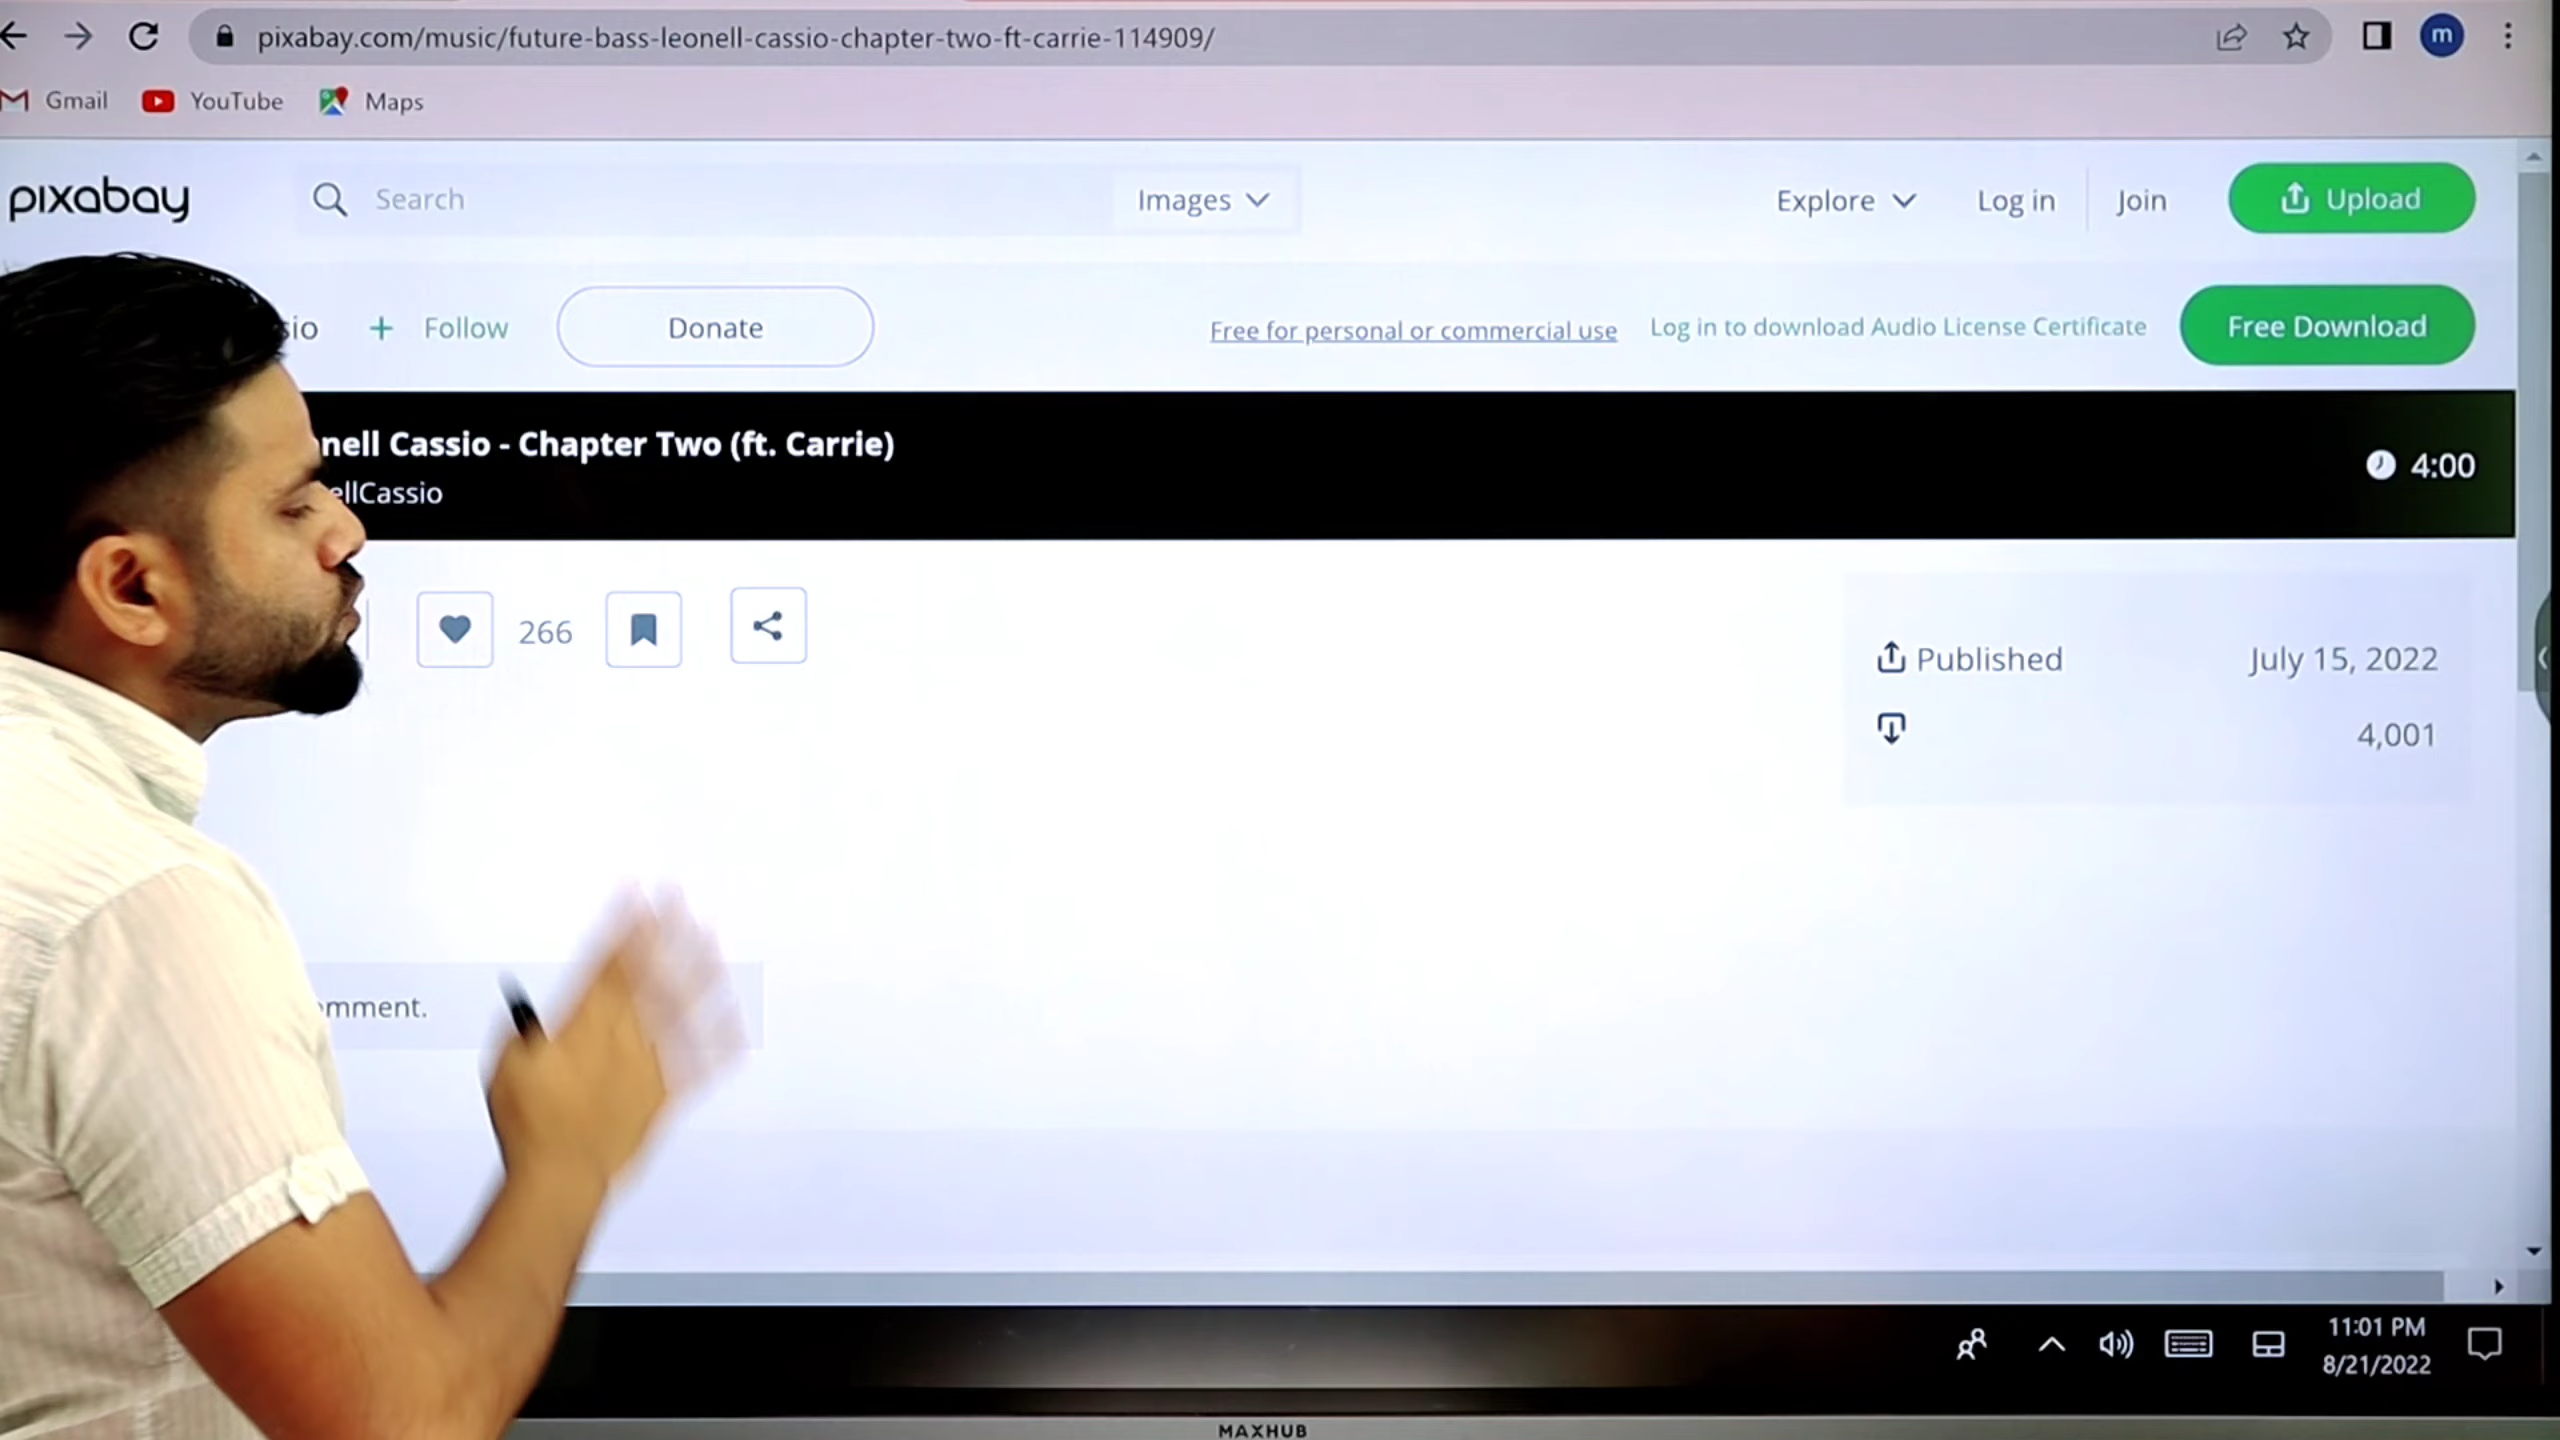 pixabay.com/music/future-bass-leonell-cassio-chapter-two-ft-carrie-114909/
m
Gmail YouTube Maps
pixabay Search Images Explore Log in Join Upload
sio + Follow Donate Free for personal or commercial use Log in to download Audio License Certificate Free Download
nell Cassio - Chapter Two (ft. Carrie)
ellCassio
4:00
266
Published July 15, 2022
4,001
mment.
11:01 PM
8/21/2022
MAXHUB